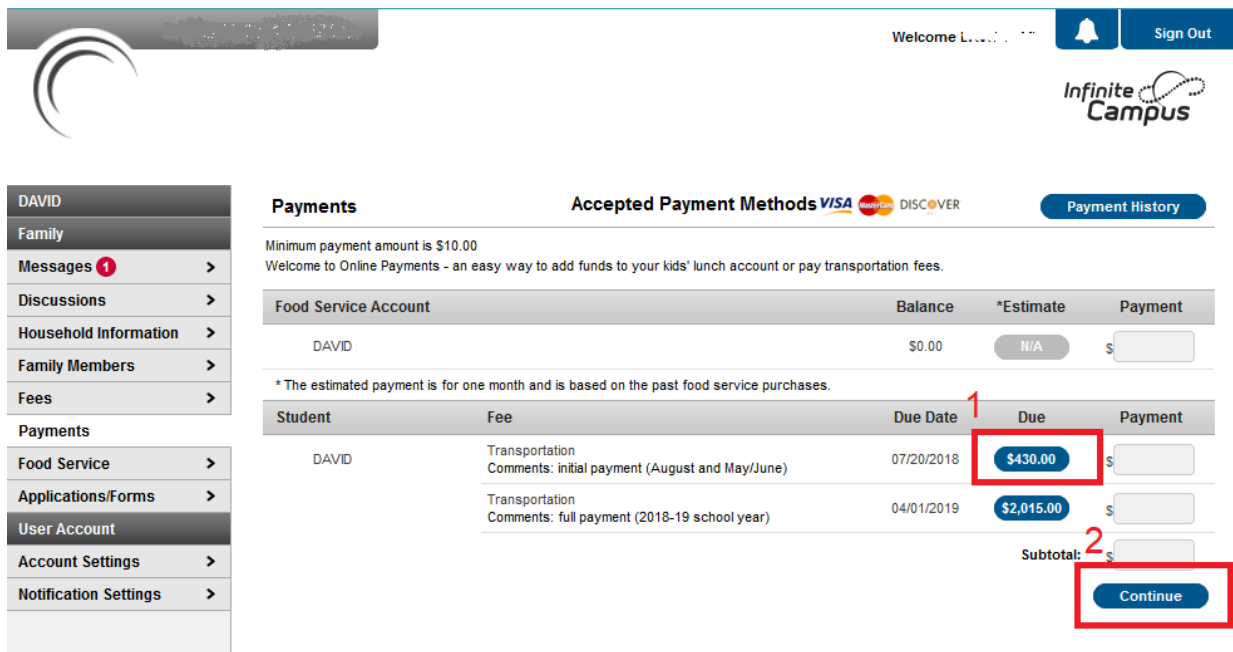 Welcome
Sign Out
Infinite
Campus
DAVID
Family
Messages 1 >
Discussions >
Household Information >
Family Members >
Fees >
Payments
Food Service >
Applications/Forms >
User Account
Account Settings >
Notification Settings >
Payments Accepted Payment Methods VISA MasterCard DISCOVER Payment History
Minimum payment amount is $10.00
Welcome to Online Payments - an easy way to add funds to your kids' lunch account or pay transportation fees.
Food Service Account Balance *Estimate Payment
DAVID $0.00 N/A $
* The estimated payment is for one month and is based on the past food service purchases.
1
Student Fee Due Date Due Payment
Transportation
DAVID Comments: initial payment (August and May/June) 07/20/2018 $430.00 $
Transportation
Comments: full payment (2018-19 school year) 04/01/2019 $2,015.00 $
Subtotal: 2 $
Continue